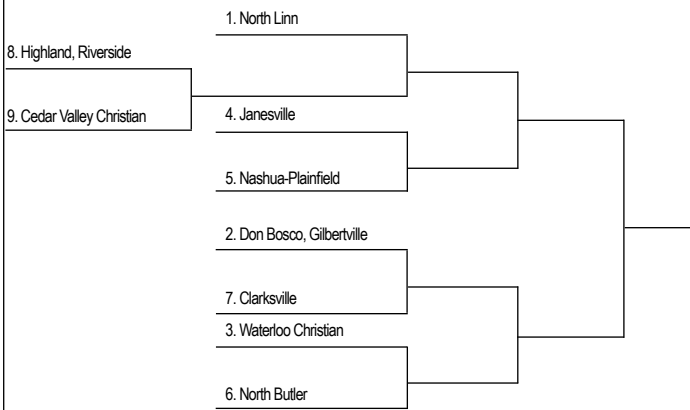 1. North Linn
8. Highland, Riverside
9. Cedar Valley Christian
4. Janesville
5. Nashua-Plainfield
2. Don Bosco, Gilbertville
7. Clarksville
3. Waterloo Christian
6. North Butler